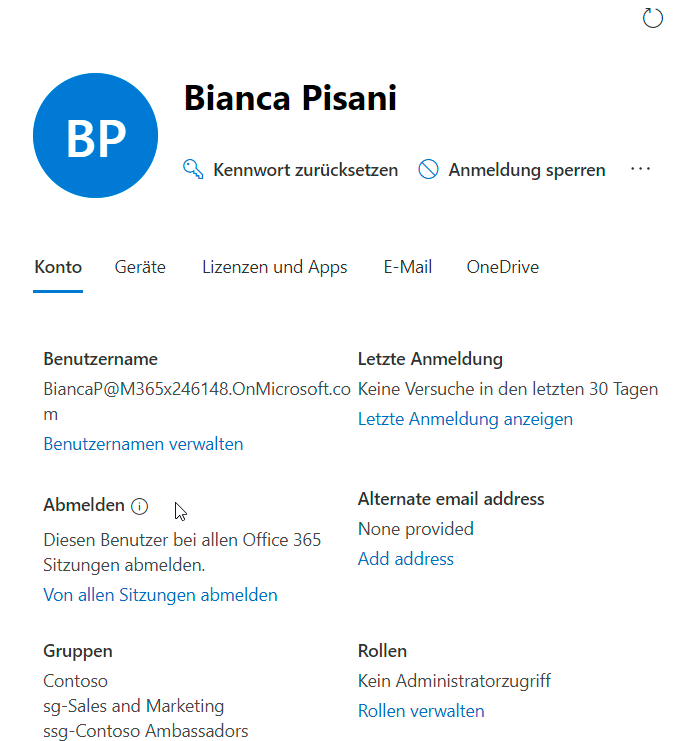 Bianca Pisani
BP
Kennwort zurücksetzen
Anmeldung sperren
...
Konto
Geräte
Lizenzen und Apps
E-Mail
OneDrive
Benutzername
BiancaP@M365x246148.OnMicrosoft.co
m
Benutzernamen verwalten
Letzte Anmeldung
Keine Versuche in den letzten 30 Tagen
Letzte Anmeldung anzeigen
Abmelden
Diesen Benutzer bei allen Office 365
Sitzungen abmelden.
Von allen Sitzungen abmelden
Alternate email address
None provided
Add address
Gruppen
Contoso
sg-Sales and Marketing
ssg-Contoso Ambassadors
Rollen
Kein Administratorzugriff
Rollen verwalten